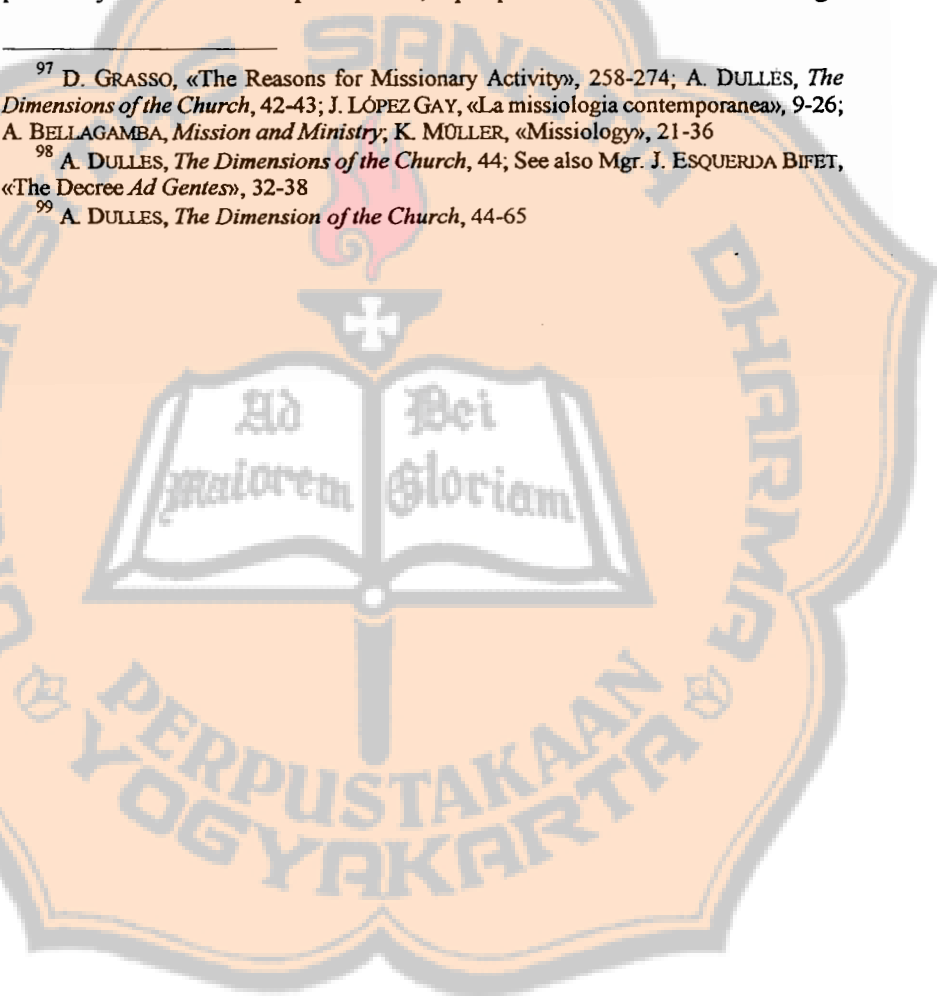 97 D. GRASSO, «The Reasons for Missionary Activity», 258-274; A. DULLES, The
Dimensions of the Church, 42-43; J. LÓPEZ GAY, «La missiologia contemporanea», 9-26;
A. BELLAGAMBA, Mission and Ministry; K. MÜLLER, «Missiology», 21-36
98 A. DULLES, The Dimensions of the Church, 44; See also Mgr. J. ESQUERDA BIFET,
«The Decree Ad Gentes», 32-38
99 A. DULLES, The Dimension of the Church, 44-65
SANATA DHARMA
Ad Dei
maiorem Gloriam
PERPUSTAKAAN
YOGYAKARTA